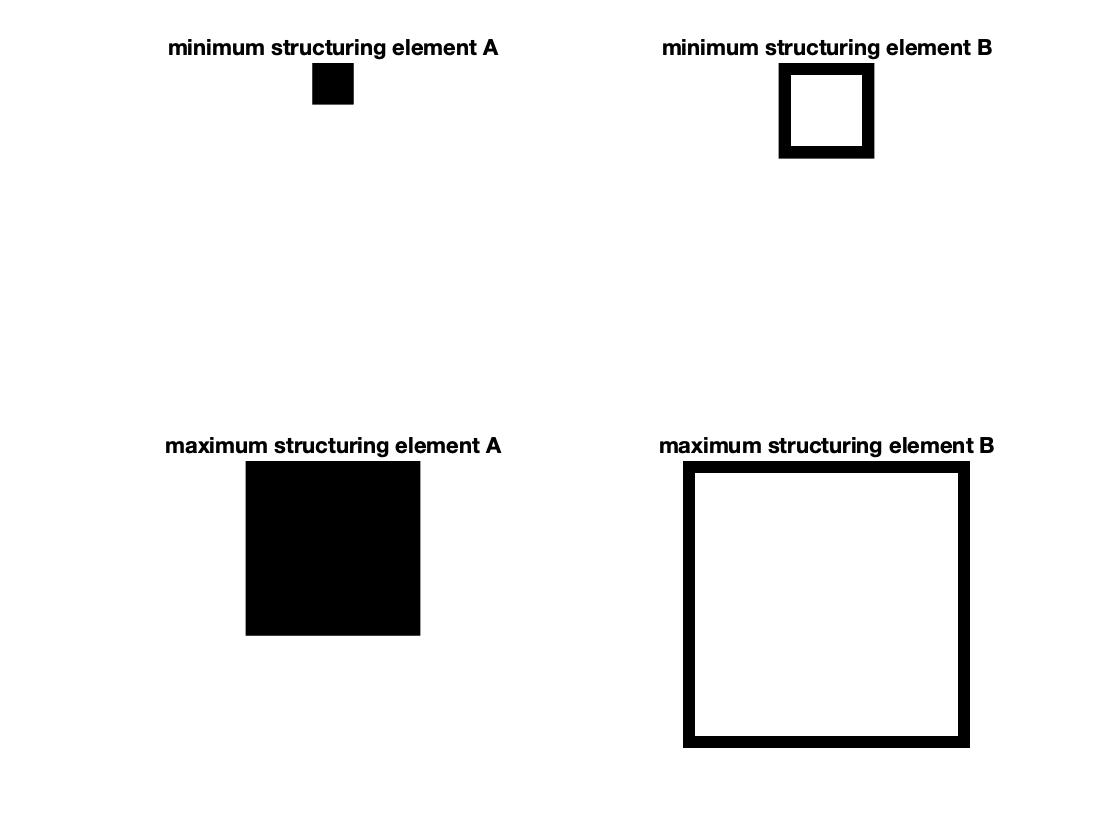 minimum structuring element A
minimum structuring element B
maximum structuring element A
maximum structuring element B